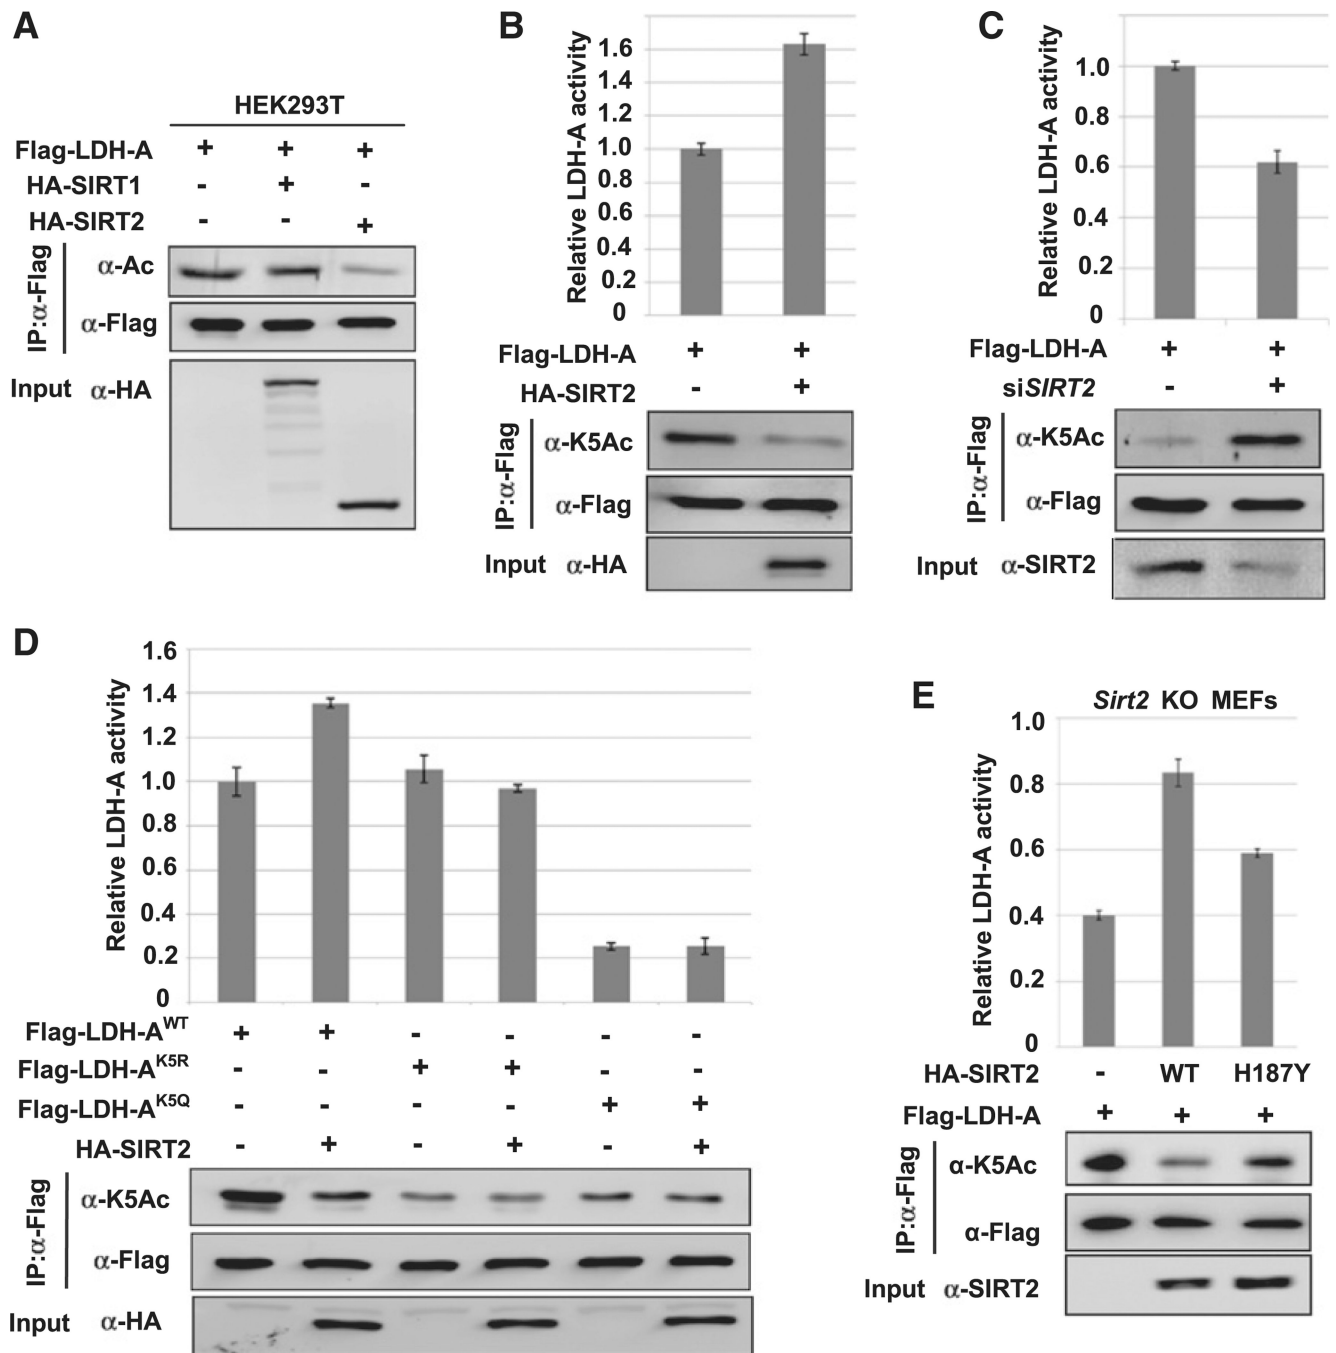 A
HEK293T
Flag-LDH-A + + +
HA-SIRT1 - + -
HA-SIRT2 - - +
IP:α-Flag
α-Ac
α-Flag
Input α-HA
B
Relative LDH-A activity
1.6
1.4
1.2
1.0
0.8
0.6
0.4
0.2
0
Flag-LDH-A + +
HA-SIRT2 - +
IP:α-Flag
α-K5Ac
α-Flag
Input α-HA
C
Relative LDH-A activity
1.0
0.8
0.6
0.4
0.2
0
Flag-LDH-A + +
siSIRT2 - +
IP:α-Flag
α-K5Ac
α-Flag
Input α-SIRT2
D
Relative LDH-A activity
1.6
1.4
1.2
1.0
0.8
0.6
0.4
0.2
0
Flag-LDH-A^WT + + - - - -
Flag-LDH-A^K5R - - + + - -
Flag-LDH-A^K5Q - - - - + +
HA-SIRT2 - + - + - +
IP:α-Flag
α-K5Ac
α-Flag
Input α-HA
E
Sirt2 KO MEFs
Relative LDH-A activity
1.0
0.8
0.6
0.4
0.2
0
HA-SIRT2 - WT H187Y
Flag-LDH-A + + +
IP:α-Flag
α-K5Ac
α-Flag
Input α-SIRT2